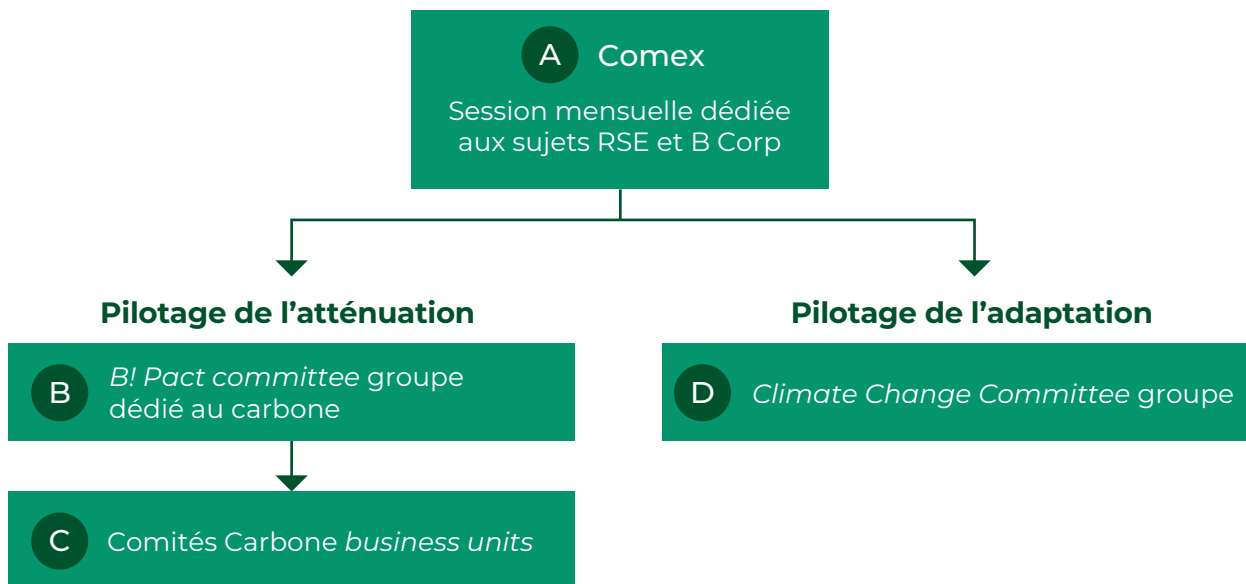 A Comex
Session mensuelle dédiée
aux sujets RSE et B Corp
Pilotage de l’atténuation
B B! Pact committee groupe
dédié au carbone
C Comités Carbone business units
Pilotage de l’adaptation
D Climate Change Committee groupe